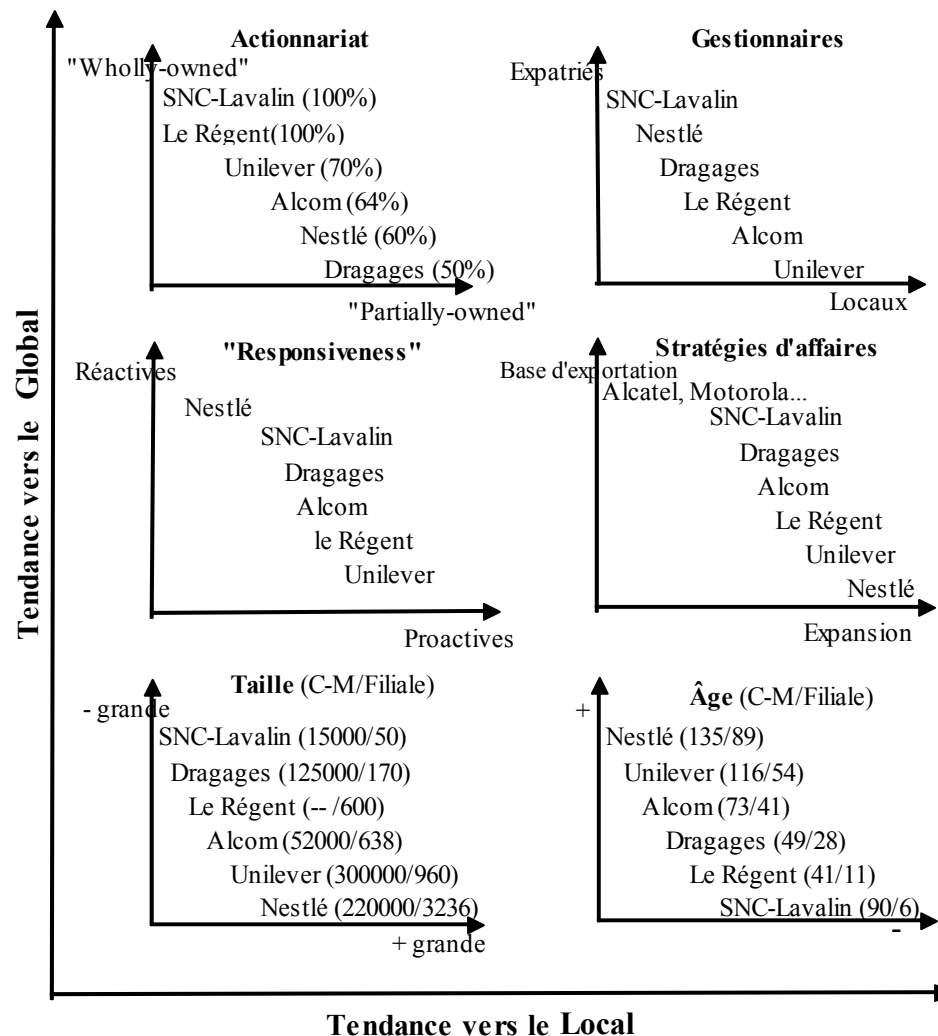 Tendance vers le Global
Actionnariat
"Wholly-owned"
SNC-Lavalin (100%)
Le Régent(100%)
Unilever (70%)
Alcom (64%)
Nestlé (60%)
Dragages (50%)
"Partially-owned"
Gestionnaires
Expatriés
SNC-Lavalin
Nestlé
Dragages
Le Régent
Alcom
Unilever
Locaux
"Responsiveness"
Réactives
Nestlé
SNC-Lavalin
Dragages
Alcom
le Régent
Unilever
Proactives
Stratégies d'affaires
Base d'exportation
Alcatel, Motorola...
SNC-Lavalin
Dragages
Alcom
Le Régent
Unilever
Nestlé
Expansion
Taille (C-M/Filiale)
- grande
SNC-Lavalin (15000/50)
Dragages (125000/170)
Le Régent (-- /600)
Alcom (52000/638)
Unilever (300000/960)
Nestlé (220000/3236)
+ grande
Âge (C-M/Filiale)
+
Nestlé (135/89)
Unilever (116/54)
Alcom (73/41)
Dragages (49/28)
Le Régent (41/11)
SNC-Lavalin (90/6)
-
Tendance vers le Local